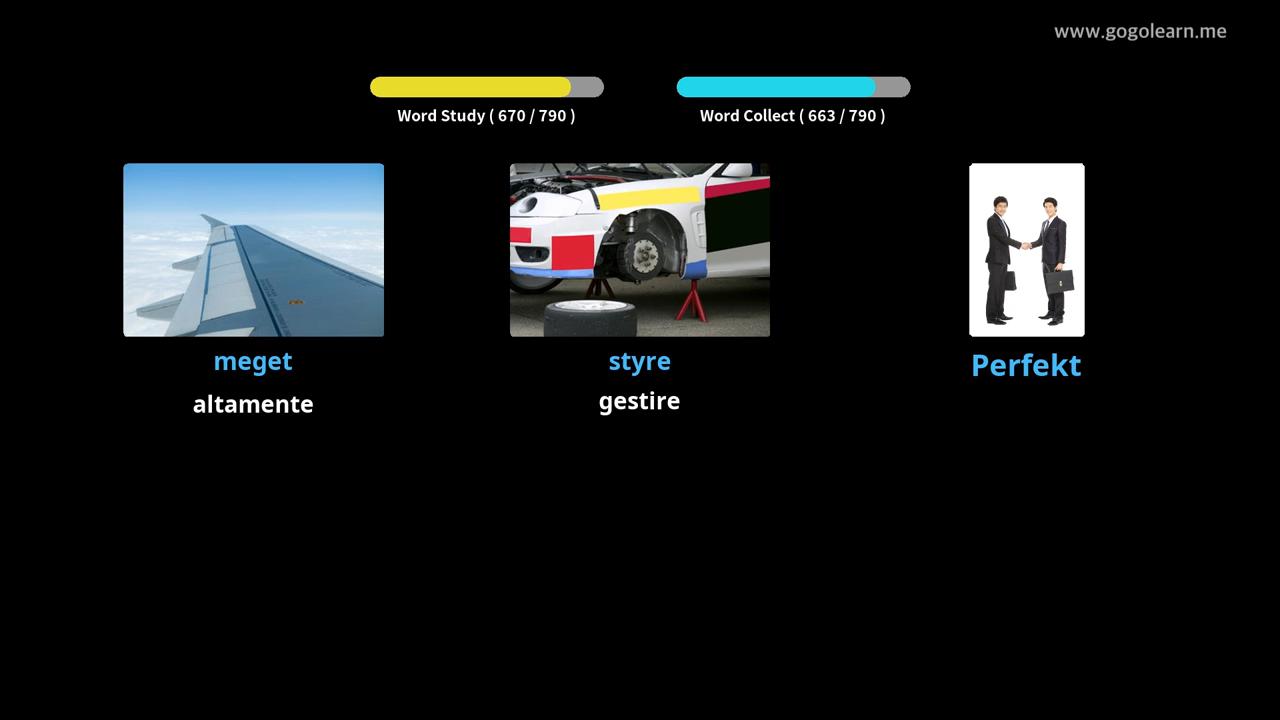 www.gogolearn.me
Word Study ( 670 / 790 )
Word Collect ( 663 / 790 )
meget
altamente
styre
gestire
Perfekt